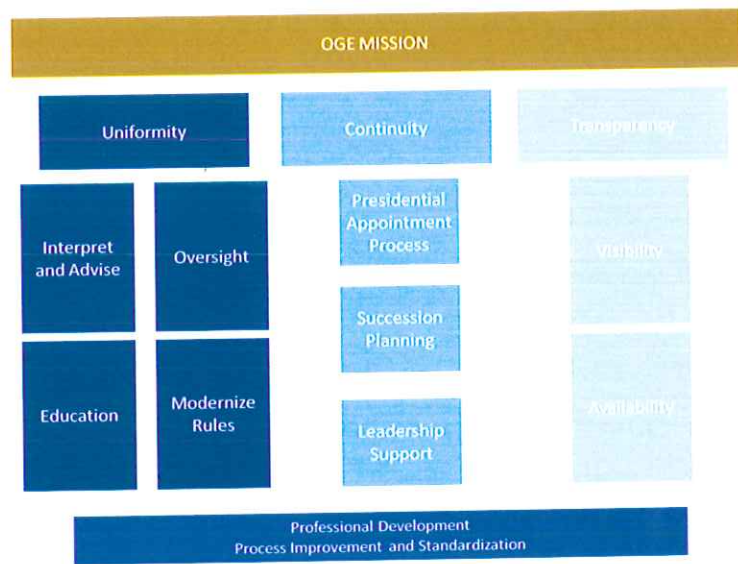 OGE MISSION
Uniformity
Continuity
Transparency
Interpret
and Advise
Oversight
Education
Modernize
Rules
Presidential
Appointment
Process
Succession
Planning
Leadership
Support
Visibility
Availability
Professional Development
Process Improvement and Standardization